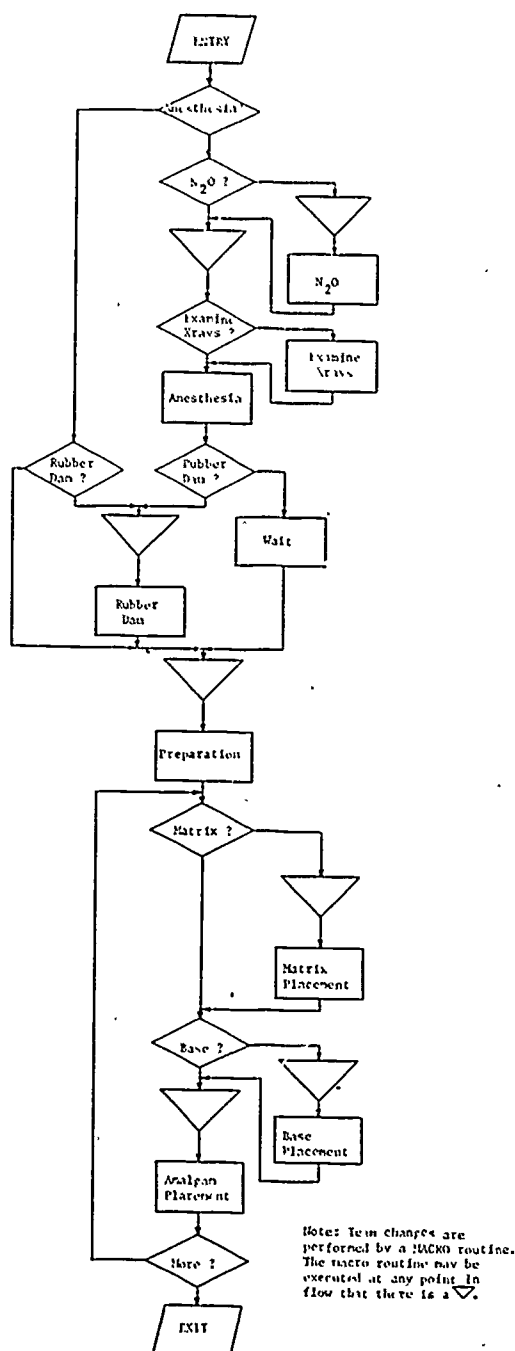 ENTRY
Anesthesia?
N₂O ?
N₂O
Examine
Xrays ?
Examine
Xrays
Anesthesia
Rubber
Dam ?
Rubber
Dam ?
Wait
Rubber
Dam
Preparation
Matrix ?
Matrix
Placement
Base ?
Base
Placement
Amalgam
Placement
More ?
EXIT
Note: Team changes are
performed by a MACRO routine.
The macro routine may be
executed at any point in
flow that there is a ▽.